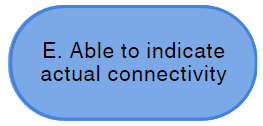 E. Able to indicate
actual connectivity